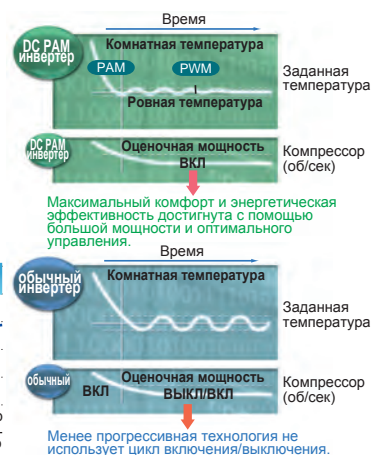 Время
DC PAM
инвертер
Комнатная температура
PAM
PWM
Заданная
температура
Ровная температура
DC PAM
инвертер
Оценочная мощность
ВКЛ
Компрессор
(об/сек)
Максимальный комфорт и энергетическая
эффективность достигнута с помощью
большой мощности и оптимального
управления.
Время
обычный
инвертер
Комнатная температура
Заданная
температура
обычный
Оценочная мощность
ВКЛ
ВЫКЛ/ВКЛ
Компрессор
(об/сек)
Менее прогрессивная технология не
использует цикл включения/выключения.